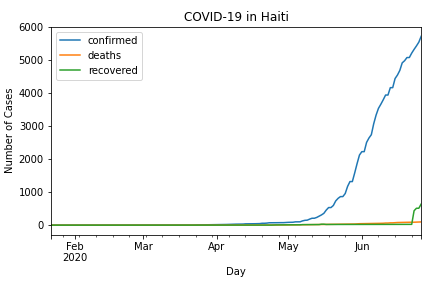 COVID-19 in Haiti
confirmed
deaths
recovered
Number of Cases
6000
5000
4000
3000
2000
1000
0
Feb
2020
Mar
Apr
May
Jun
Day